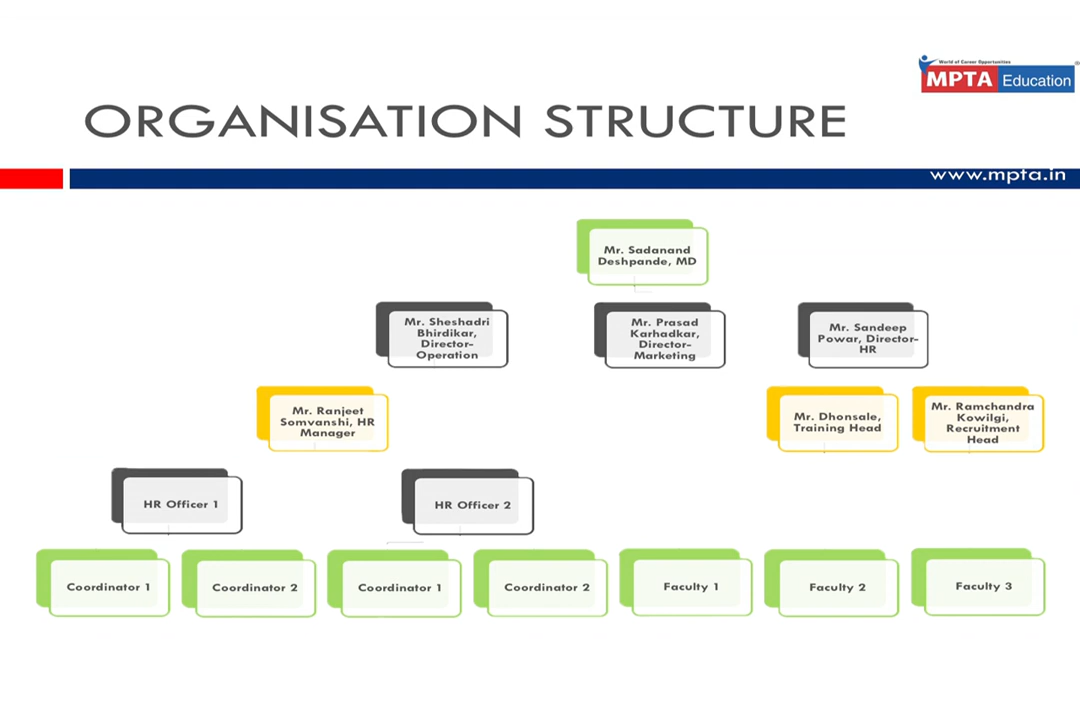 World of Career Opportunities
MPTA Education
ORGANISATION STRUCTURE
www.mpta.in
Mr. Sadanand
Deshpande, MD
Mr. Sheshadri
Bhirdikar,
Director-
Operation
Mr. Prasad
Karhadkar,
Director-
Marketing
Mr. Sandeep
Powar, Director-
HR
Mr. Ranjeet
Somvanshi, HR
Manager
Mr. Dhonsale,
Training Head
Mr. Ramchandra
Kowilgi,
Recruitment
Head
HR Officer 1
HR Officer 2
Coordinator 1
Coordinator 2
Coordinator 1
Coordinator 2
Faculty 1
Faculty 2
Faculty 3